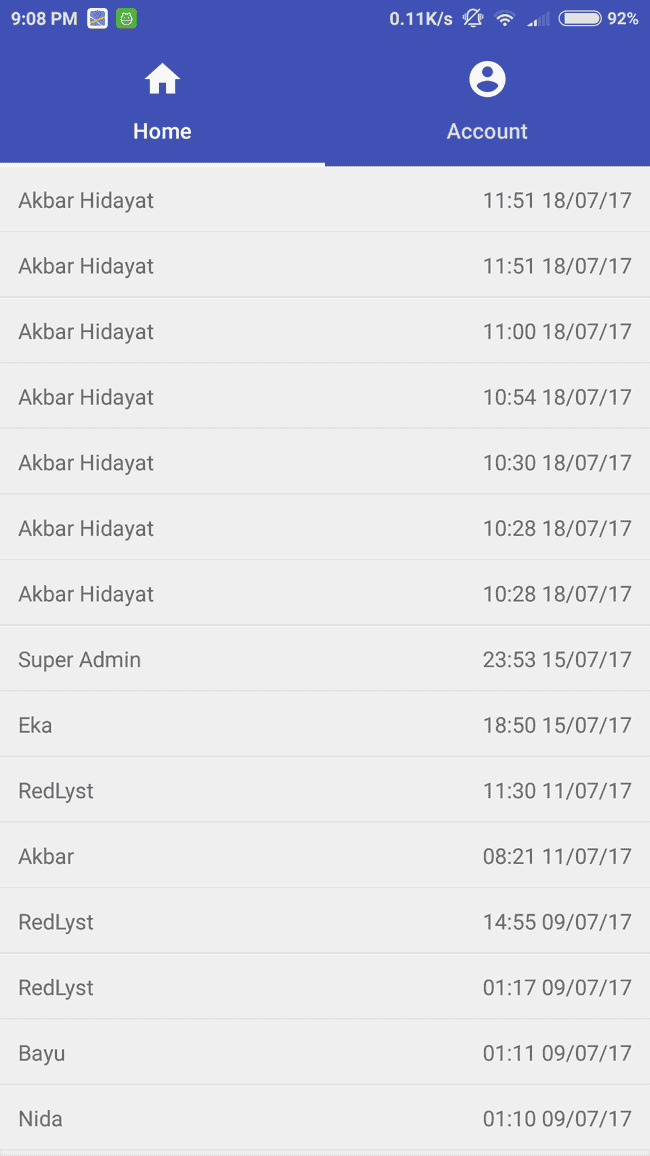 9:08 PM 0.11K/s 92%
Home Account
Akbar Hidayat 11:51 18/07/17
Akbar Hidayat 11:51 18/07/17
Akbar Hidayat 11:00 18/07/17
Akbar Hidayat 10:54 18/07/17
Akbar Hidayat 10:30 18/07/17
Akbar Hidayat 10:28 18/07/17
Akbar Hidayat 10:28 18/07/17
Super Admin 23:53 15/07/17
Eka 18:50 15/07/17
RedLyst 11:30 11/07/17
Akbar 08:21 11/07/17
RedLyst 14:55 09/07/17
RedLyst 01:17 09/07/17
Bayu 01:11 09/07/17
Nida 01:10 09/07/17